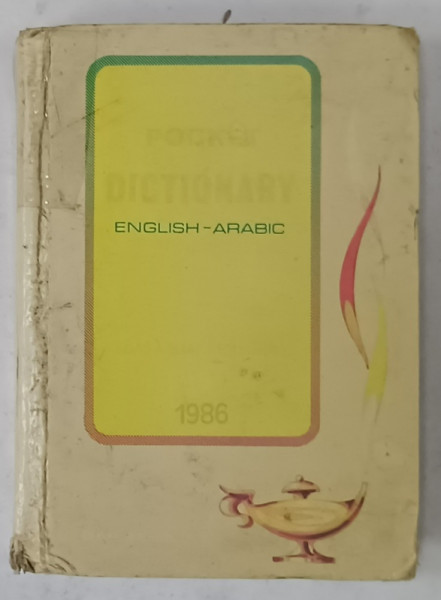 POCKET
DICTIONARY
ENGLISH-ARABIC
1986